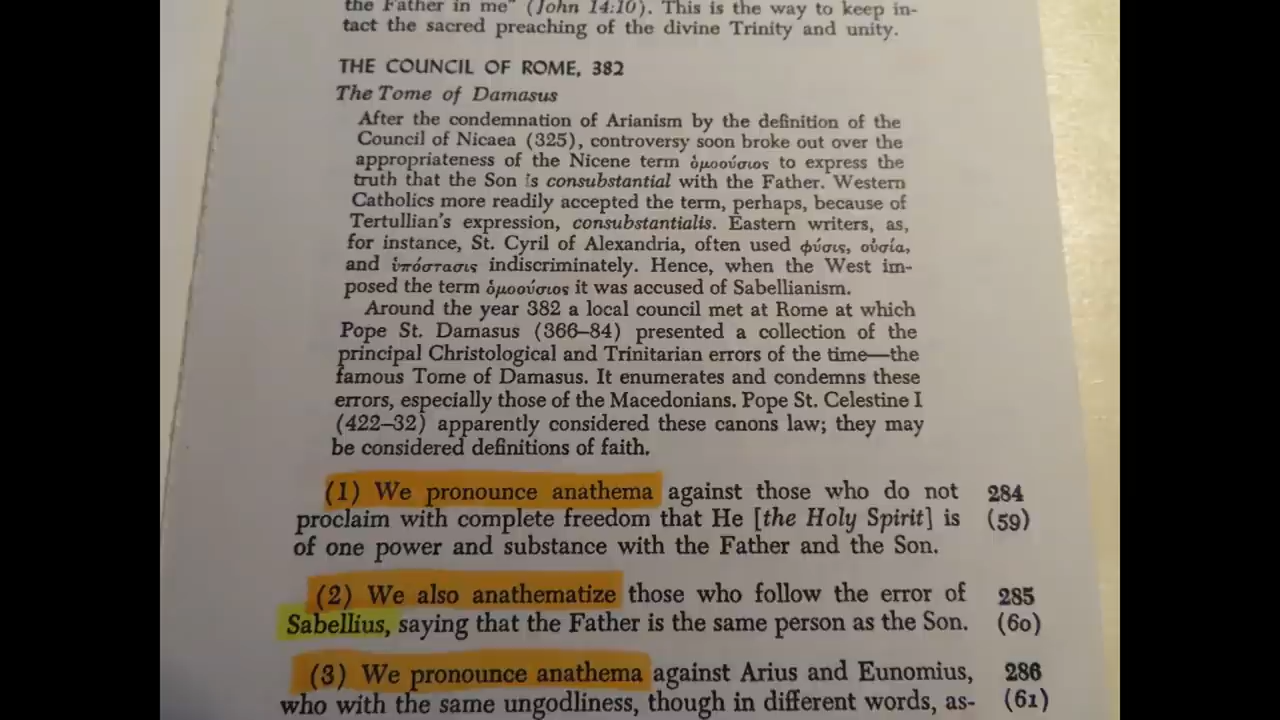 the Father in me" (John 14:10). This is the way to keep in-
tact the sacred preaching of the divine Trinity and unity.
THE COUNCIL OF ROME, 382
The Tome of Damasus
After the condemnation of Arianism by the definition of the
Council of Nicaea (325), controversy soon broke out over the
appropriateness of the Nicene term ὁμοούσιος to express the
truth that the Son is consubstantial with the Father. Western
Catholics more readily accepted the term, perhaps, because of
Tertullian's expression, consubstantialis. Eastern writers, as,
for instance, St. Cyril of Alexandria, often used φύσις, οὐσία,
and ὑπόστασις indiscriminately. Hence, when the West im-
posed the term ὁμοούσιος it was accused of Sabellianism.
Around the year 382 a local council met at Rome at which
Pope St. Damasus (366–84) presented a collection of the
principal Christological and Trinitarian errors of the time—the
famous Tome of Damasus. It enumerates and condemns these
errors, especially those of the Macedonians. Pope St. Celestine I
(422–32) apparently considered these canons law; they may
be considered definitions of faith.
(1) We pronounce anathema against those who do not 284
proclaim with complete freedom that He [the Holy Spirit] is (59)
of one power and substance with the Father and the Son.
(2) We also anathematize those who follow the error of 285
Sabellius, saying that the Father is the same person as the Son. (60)
(3) We pronounce anathema against Arius and Eunomius, 286
who with the same ungodliness, though in different words, as- (61)